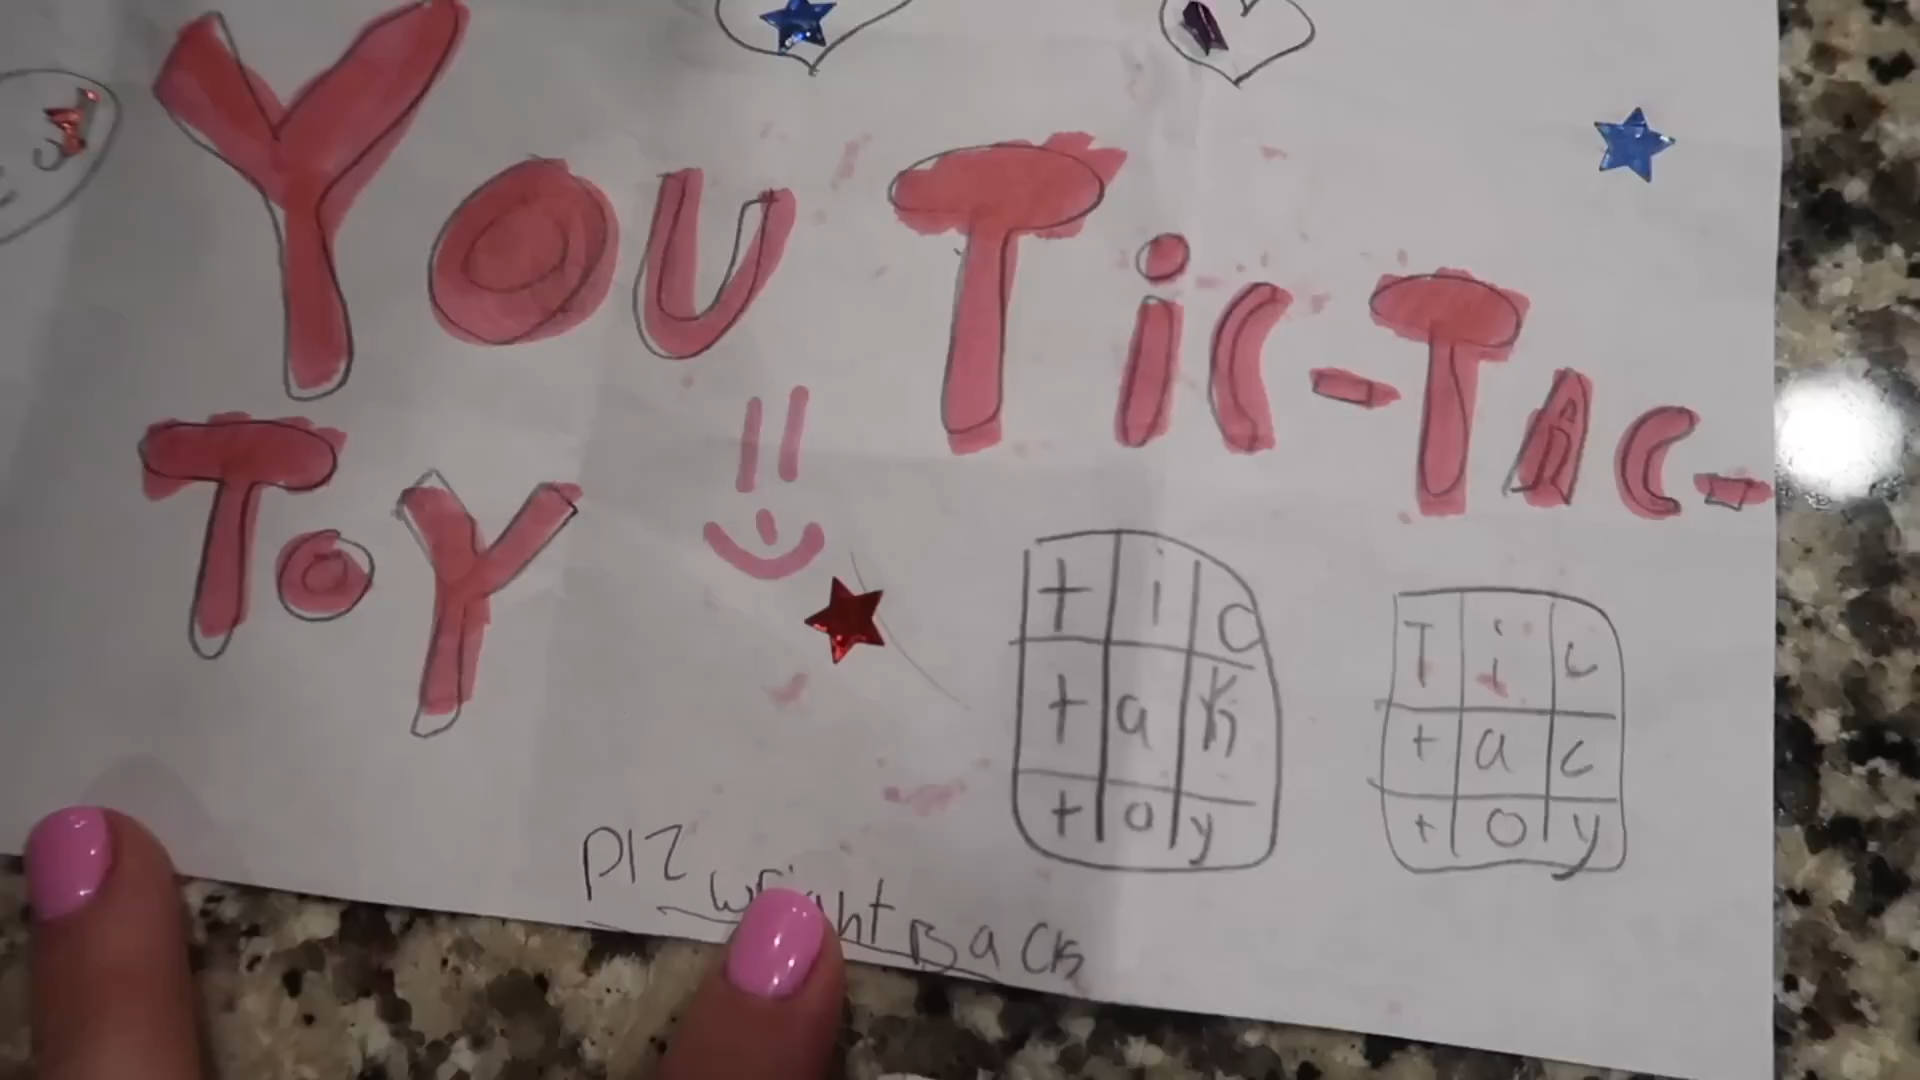 YOU TiC-TAC-
TOY
t i c
t a k
t o y
T i c
t a c
t o y
PlZ wright BACk